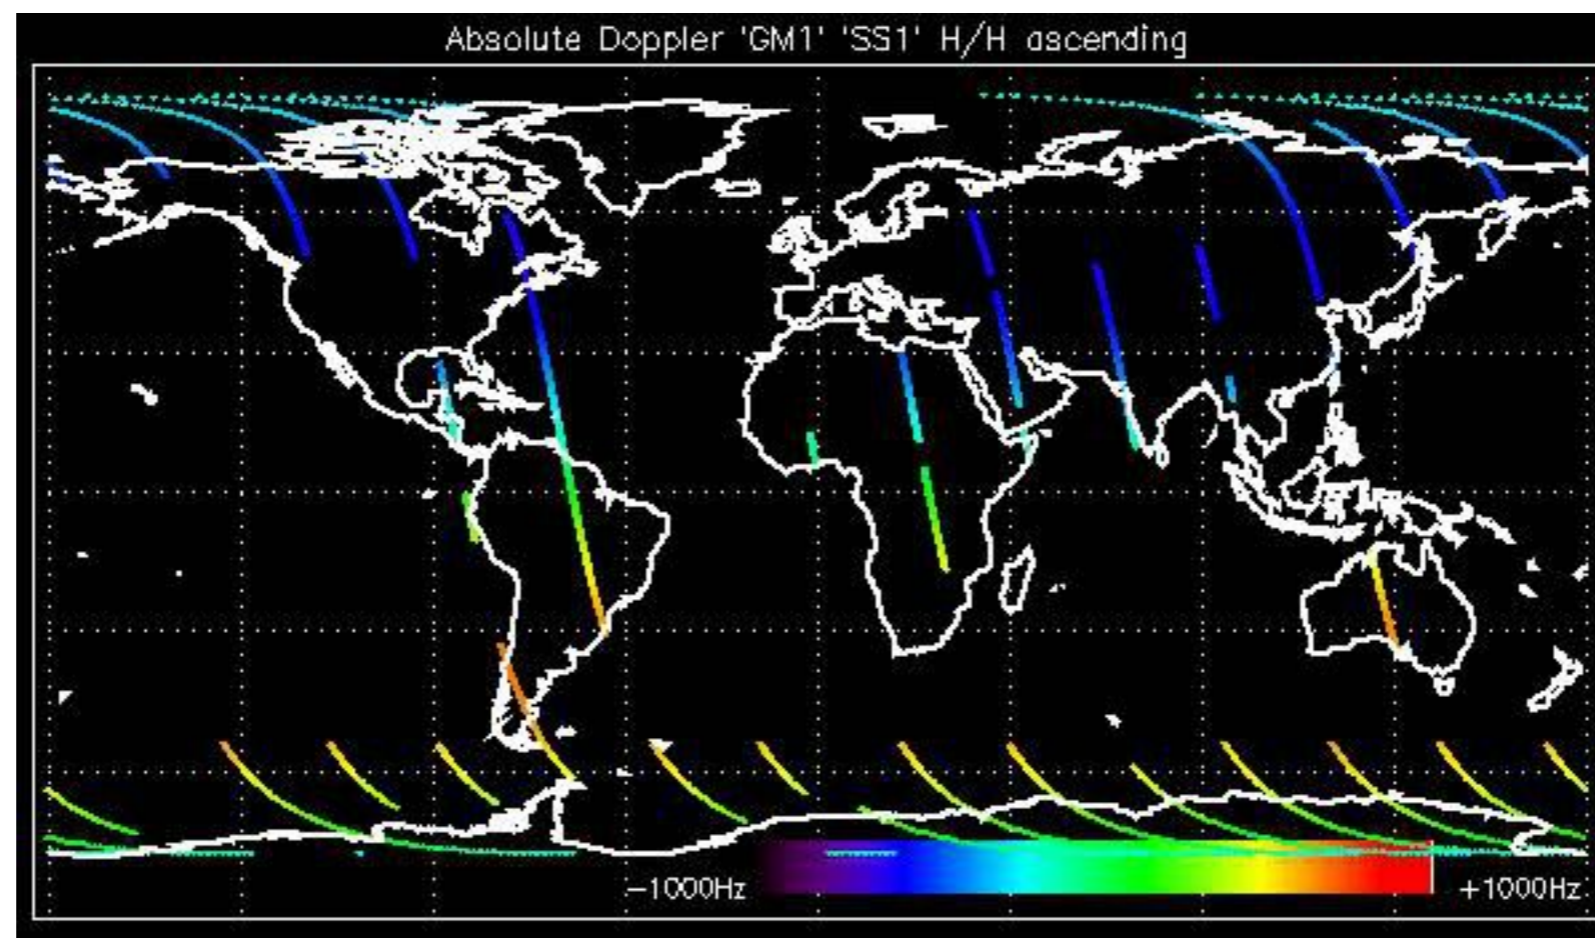 Absolute Doppler 'GM1' 'SS1' H/H ascending
−1000Hz
+1000Hz